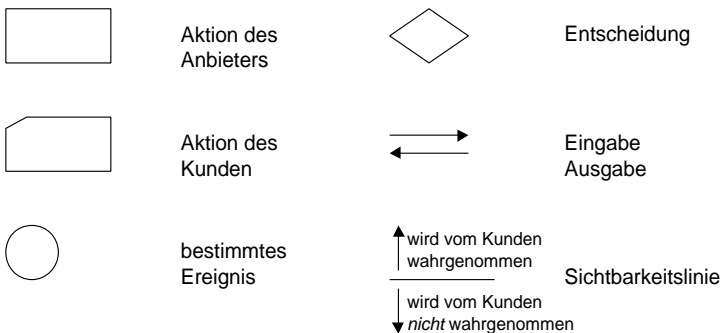 Aktion des
Anbieters
Entscheidung
Aktion des
Kunden
Eingabe
Ausgabe
bestimmtes
Ereignis
wird vom Kunden
wahrgenommen
Sichtbarkeitslinie
wird vom Kunden
nicht wahrgenommen